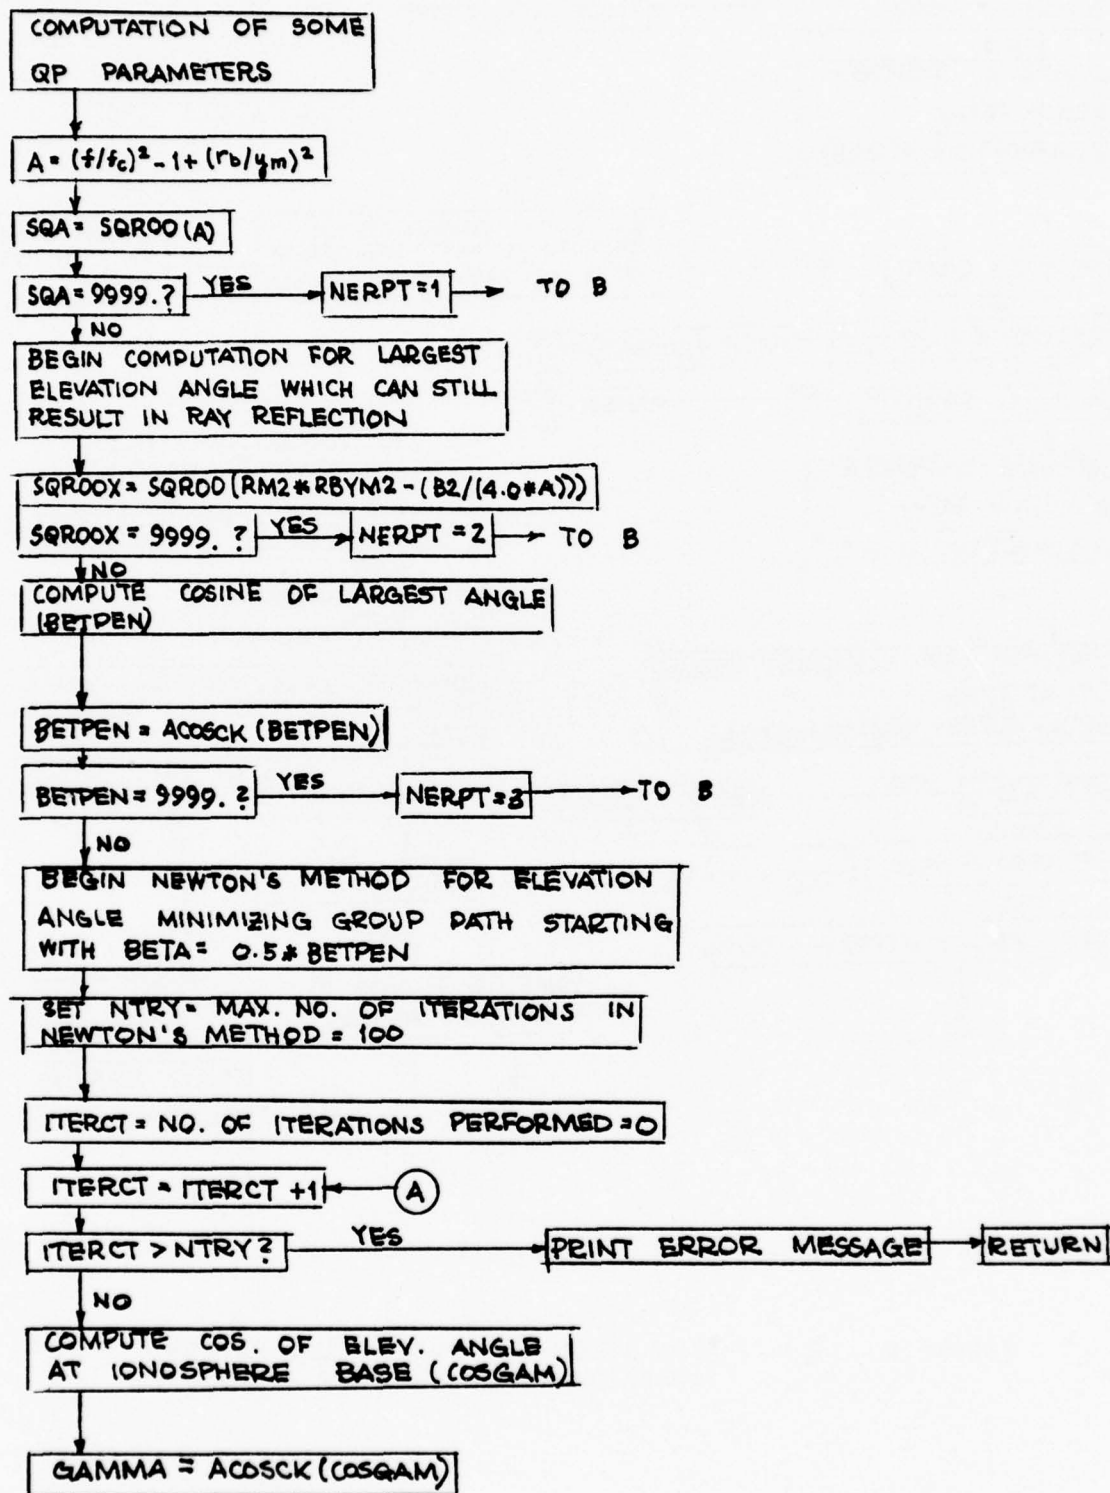 COMPUTATION OF SOME
QP PARAMETERS
A = (f/fc)² - 1 + (rb/ym)²
SQA = SQROO(A)
SQA = 9999.? YES NERPT = 1 TO B
NO
BEGIN COMPUTATION FOR LARGEST
ELEVATION ANGLE WHICH CAN STILL
RESULT IN RAY REFLECTION
SQROOX = SQROO(RM2*RBYM2-(B2/(4.0*A)))
SQROOX = 9999. ? YES NERPT = 2 TO B
NO
COMPUTE COSINE OF LARGEST ANGLE
(BETPEN)
BETPEN = ACOSCK (BETPEN)
BETPEN = 9999. ? YES NERPT = 3 TO B
NO
BEGIN NEWTON'S METHOD FOR ELEVATION
ANGLE MINIMIZING GROUP PATH STARTING
WITH BETA = 0.5 * BETPEN
SET NTRY = MAX. NO. OF ITERATIONS IN
NEWTON'S METHOD = 100
ITERCT = NO. OF ITERATIONS PERFORMED = 0
ITERCT = ITERCT +1 A
ITERCT > NTRY ? YES PRINT ERROR MESSAGE RETURN
NO
COMPUTE COS. OF ELEV. ANGLE
AT IONOSPHERE BASE (COSGAM)
GAMMA = ACOSCK (COSGAM)